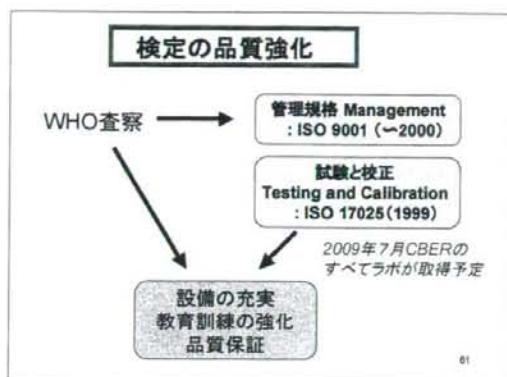 検定の品質強化
WHO査察
管理規格 Management
: ISO 9001 (〜2000)
試験と校正
Testing and Calibration
: ISO 17025(1999)
2009年7月CBERの
すべてラボが取得予定
設備の充実
教育訓練の強化
品質保証
61